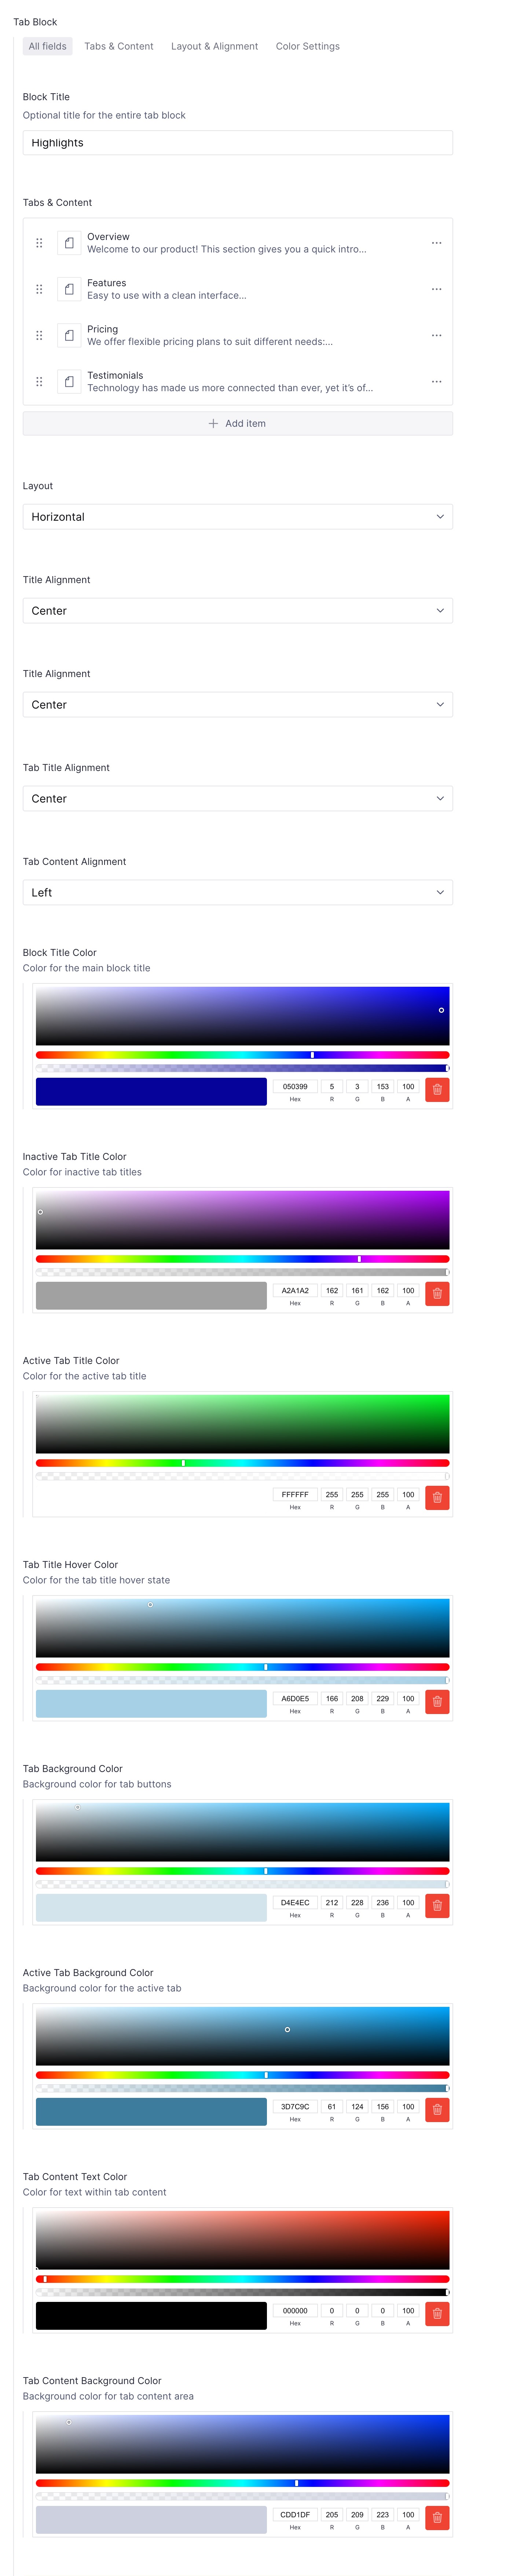 Tab Block
All fields Tabs & Content Layout & Alignment Color Settings
Block Title
Optional title for the entire tab block
Highlights
Tabs & Content
Overview
Welcome to our product! This section gives you a quick intro...
Features
Easy to use with a clean interface...
Pricing
We offer flexible pricing plans to suit different needs:...
Testimonials
Technology has made us more connected than ever, yet it's of...
Add item
Layout
Horizontal
Title Alignment
Center
Title Alignment
Center
Tab Title Alignment
Center
Tab Content Alignment
Left
Block Title Color
Color for the main block title
050399 5 3 153 100
Hex R G B A
Inactive Tab Title Color
Color for inactive tab titles
A2A1A2 162 161 162 100
Hex R G B A
Active Tab Title Color
Color for the active tab title
FFFFFF 255 255 255 100
Hex R G B A
Tab Title Hover Color
Color for the tab title hover state
A6D0E5 166 208 229 100
Hex R G B A
Tab Background Color
Background color for tab buttons
D4E4EC 212 228 236 100
Hex R G B A
Active Tab Background Color
Background color for the active tab
3D7C9C 61 124 156 100
Hex R G B A
Tab Content Text Color
Color for text within tab content
000000 0 0 0 100
Hex R G B A
Tab Content Background Color
Background color for tab content area
CDD1DF 205 209 223 100
Hex R G B A